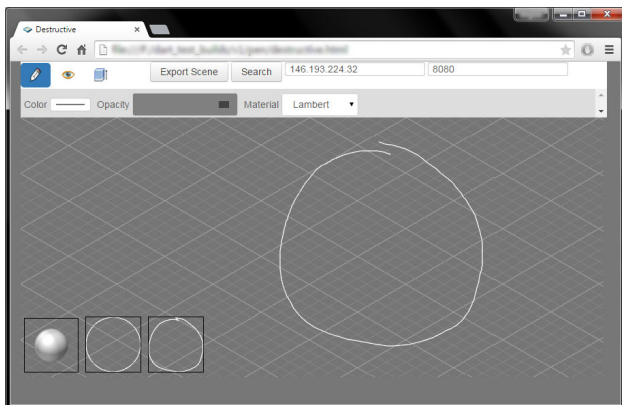 Destructive
Export Scene Search 146.193.224.32 8080
Color Opacity Material Lambert